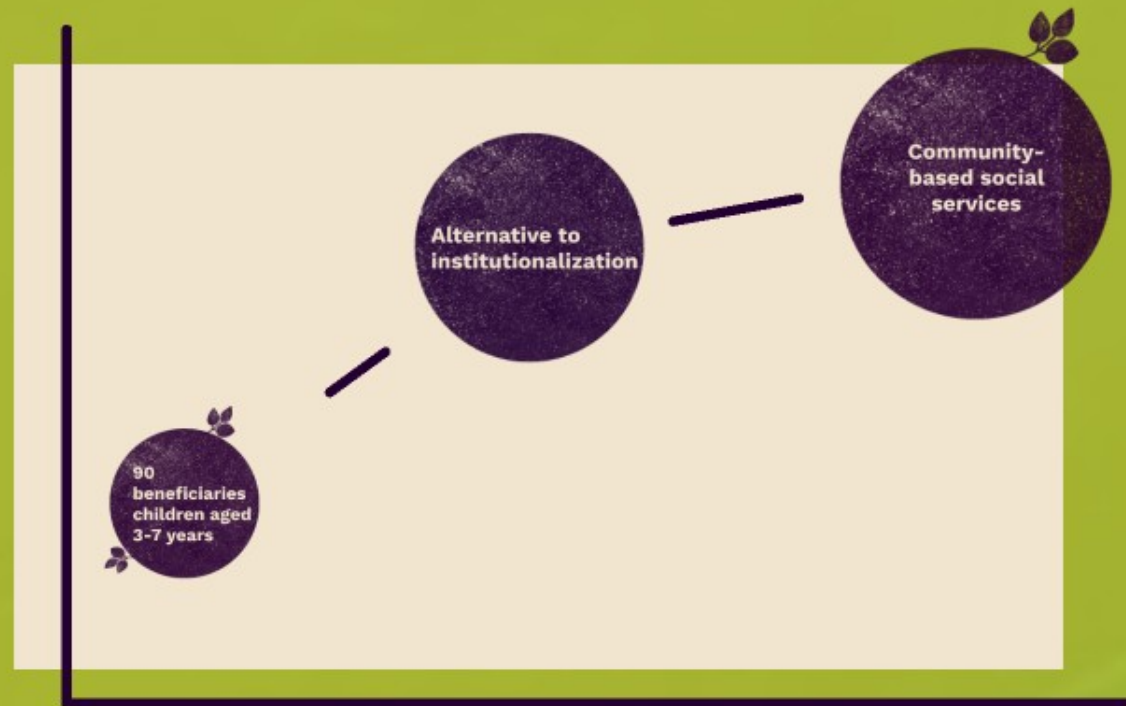 Community-
based social
services
Alternative to
institutionalization
90
beneficiaries
children aged
3-7 years